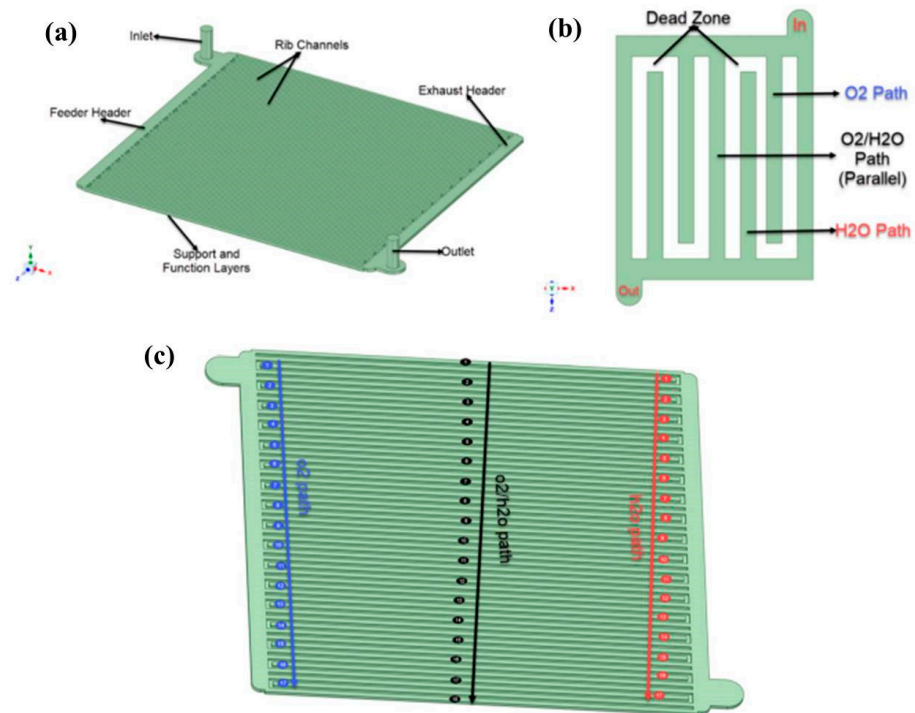 (a)
Inlet
Rib Channels
Exhaust Header
Feeder Header
Support and
Function Layers
Outlet
Y
X
Z
(b)
Dead Zone
In
O2 Path
O2/H2O
Path
(Parallel)
H2O Path
Out
Y
X
Z
(c)
o2 path
o2/h2o path
h2o path